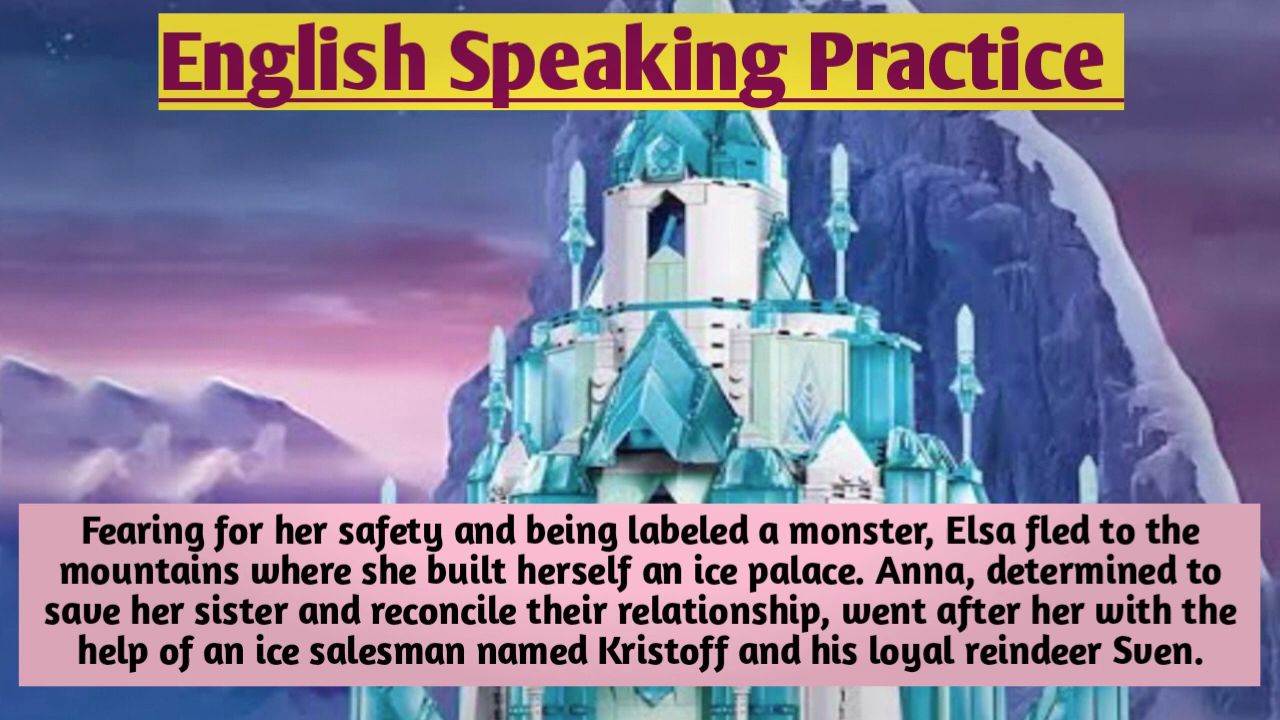 English Speaking Practice
Fearing for her safety and being labeled a monster, Elsa fled to the
mountains where she built herself an ice palace. Anna, determined to
save her sister and reconcile their relationship, went after her with the
help of an ice salesman named Kristoff and his loyal reindeer Sven.